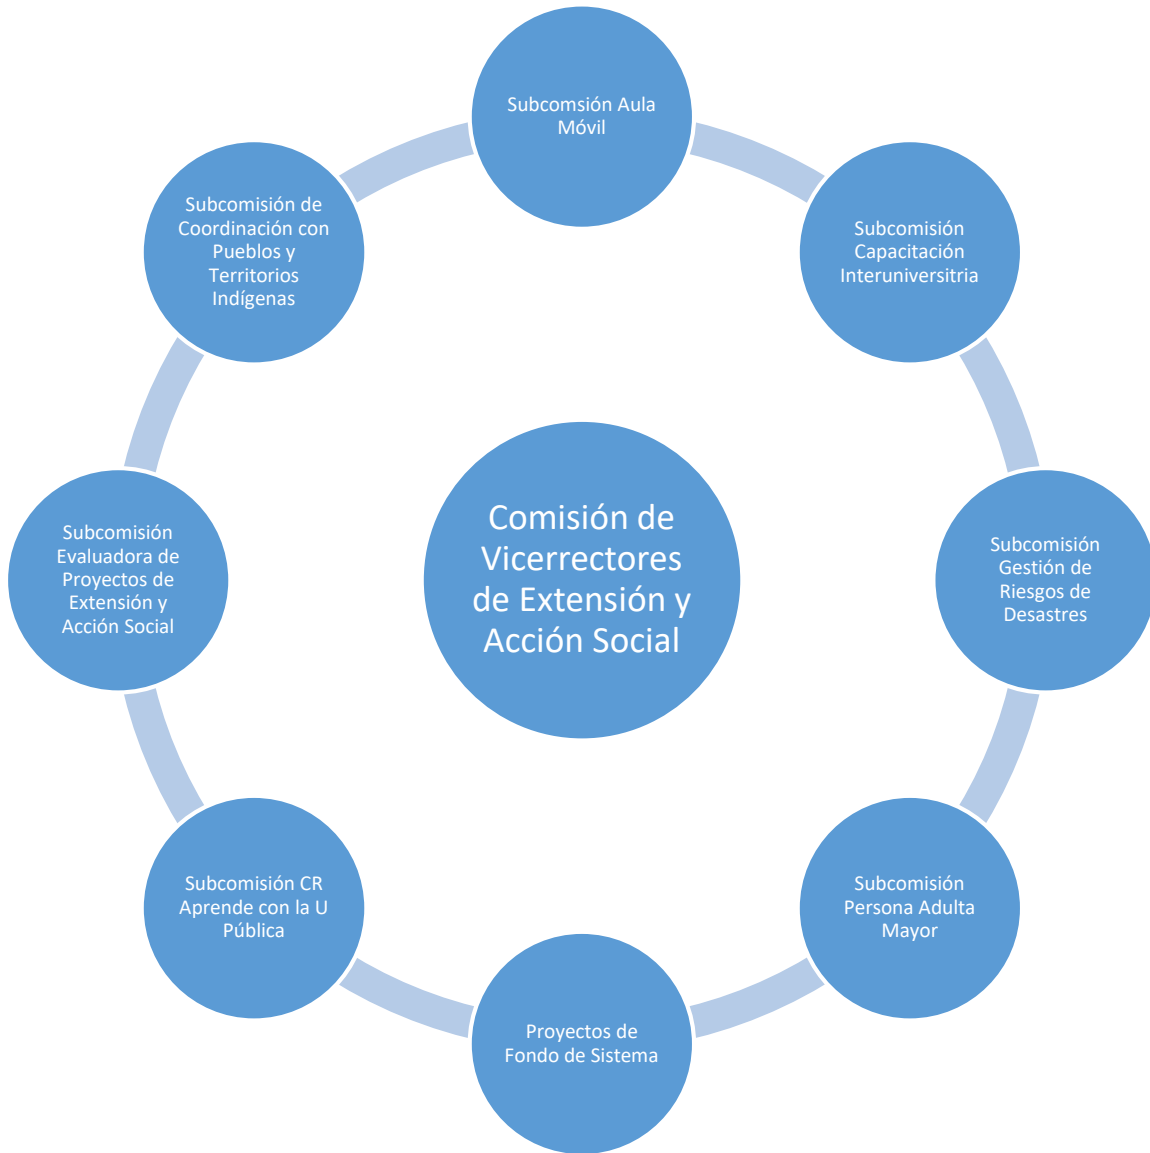 Subcomsión Aula
Móvil
Subcomisión
Capacitación
Interuniversitria
Subcomisión
Gestión de
Riesgos de
Desastres
Subcomisión
Persona Adulta
Mayor
Proyectos de
Fondo de Sistema
Subcomisión CR
Aprende con la U
Pública
Subcomisión
Evaluadora de
Proyectos de
Extensión y
Acción Social
Subcomisión de
Coordinación con
Pueblos y
Territorios
Indígenas
Comisión de
Vicerrectores
de Extensión y
Acción Social